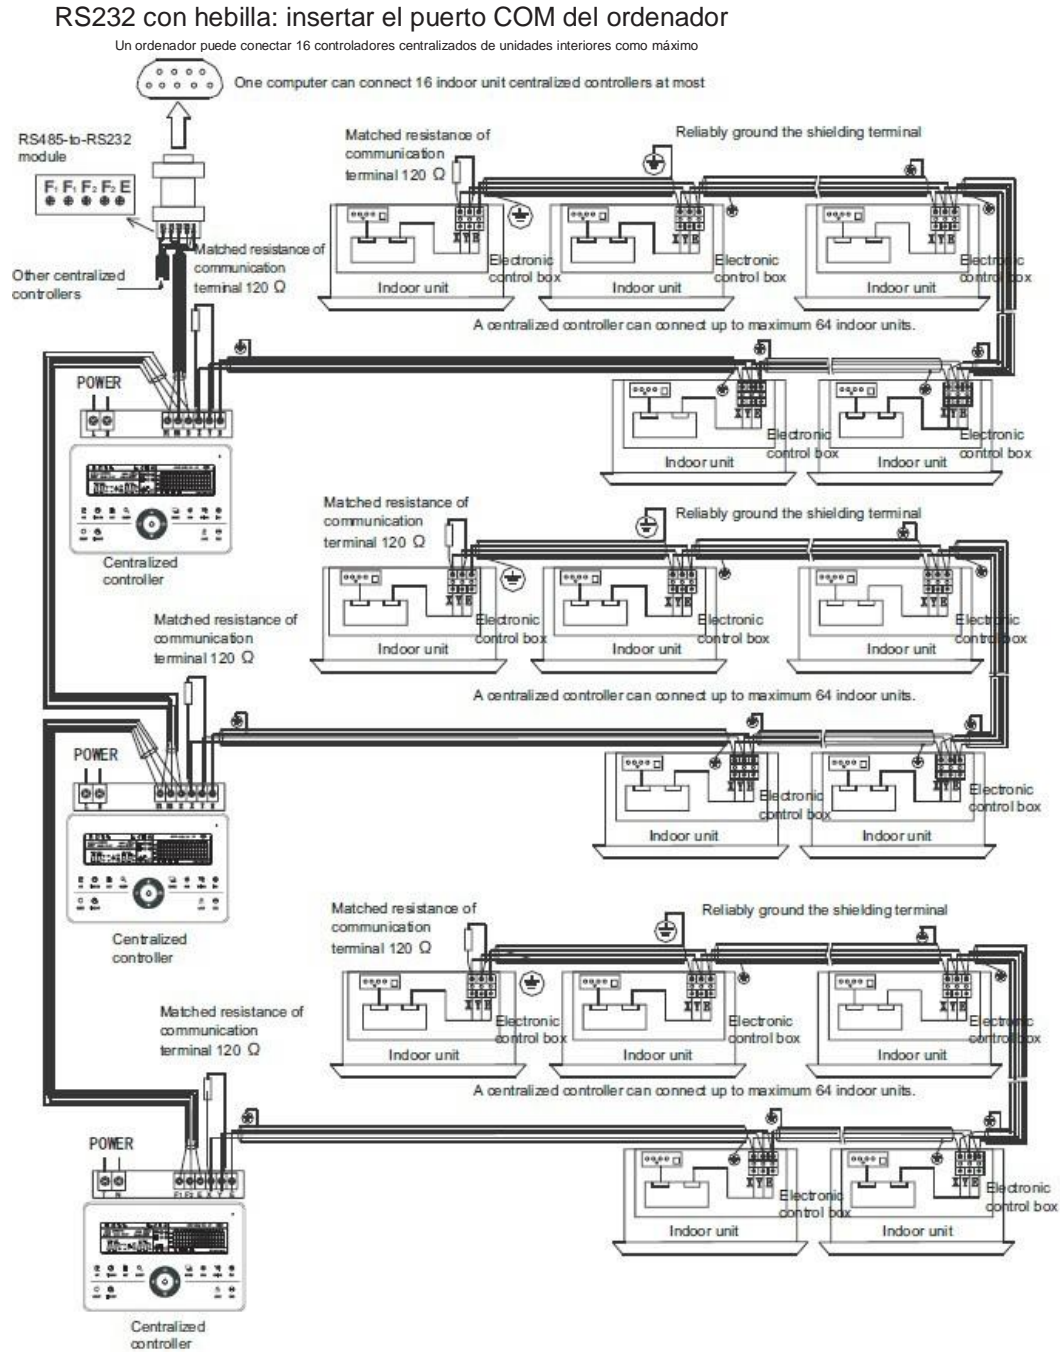 RS232 con hebilla: insertar el puerto COM del ordenador
Un ordenador puede conectar 16 controladores centralizados de unidades interiores como máximo
One computer can connect 16 indoor unit centralized controllers at most
RS485-to-RS232
module
F1 F1 F2 F2 E
Other centralized
controllers
Matched resistance of
communication
terminal 120 Ω
Reliably ground the shielding terminal
Matched resistance of
communication
terminal 120 Ω
X Y E
X Y E
X Y E
Electronic
control box
Electronic
control box
Electronic
control box
Indoor unit
Indoor unit
Indoor unit
A centralized controller can connect up to maximum 64 indoor units.
POWER
X Y E
X Y E
Electronic
control box
Electronic
control box
Indoor unit
Indoor unit
Centralized
controller
Matched resistance of
communication
terminal 120 Ω
Reliably ground the shielding terminal
X Y E
X Y E
X Y E
Electronic
control box
Electronic
control box
Electronic
control box
Indoor unit
Indoor unit
Indoor unit
Matched resistance of
communication
terminal 120 Ω
A centralized controller can connect up to maximum 64 indoor units.
POWER
X Y E
X Y E
Electronic
control box
Electronic
control box
Indoor unit
Indoor unit
Centralized
controller
Matched resistance of
communication
terminal 120 Ω
Reliably ground the shielding terminal
X Y E
X Y E
X Y E
Electronic
control box
Electronic
control box
Electronic
control box
Indoor unit
Indoor unit
Indoor unit
Matched resistance of
communication
terminal 120 Ω
A centralized controller can connect up to maximum 64 indoor units.
POWER
L N
F1 F2 E X Y E
X Y E
X Y E
Electronic
control box
Electronic
control box
Indoor unit
Indoor unit
Centralized
controller